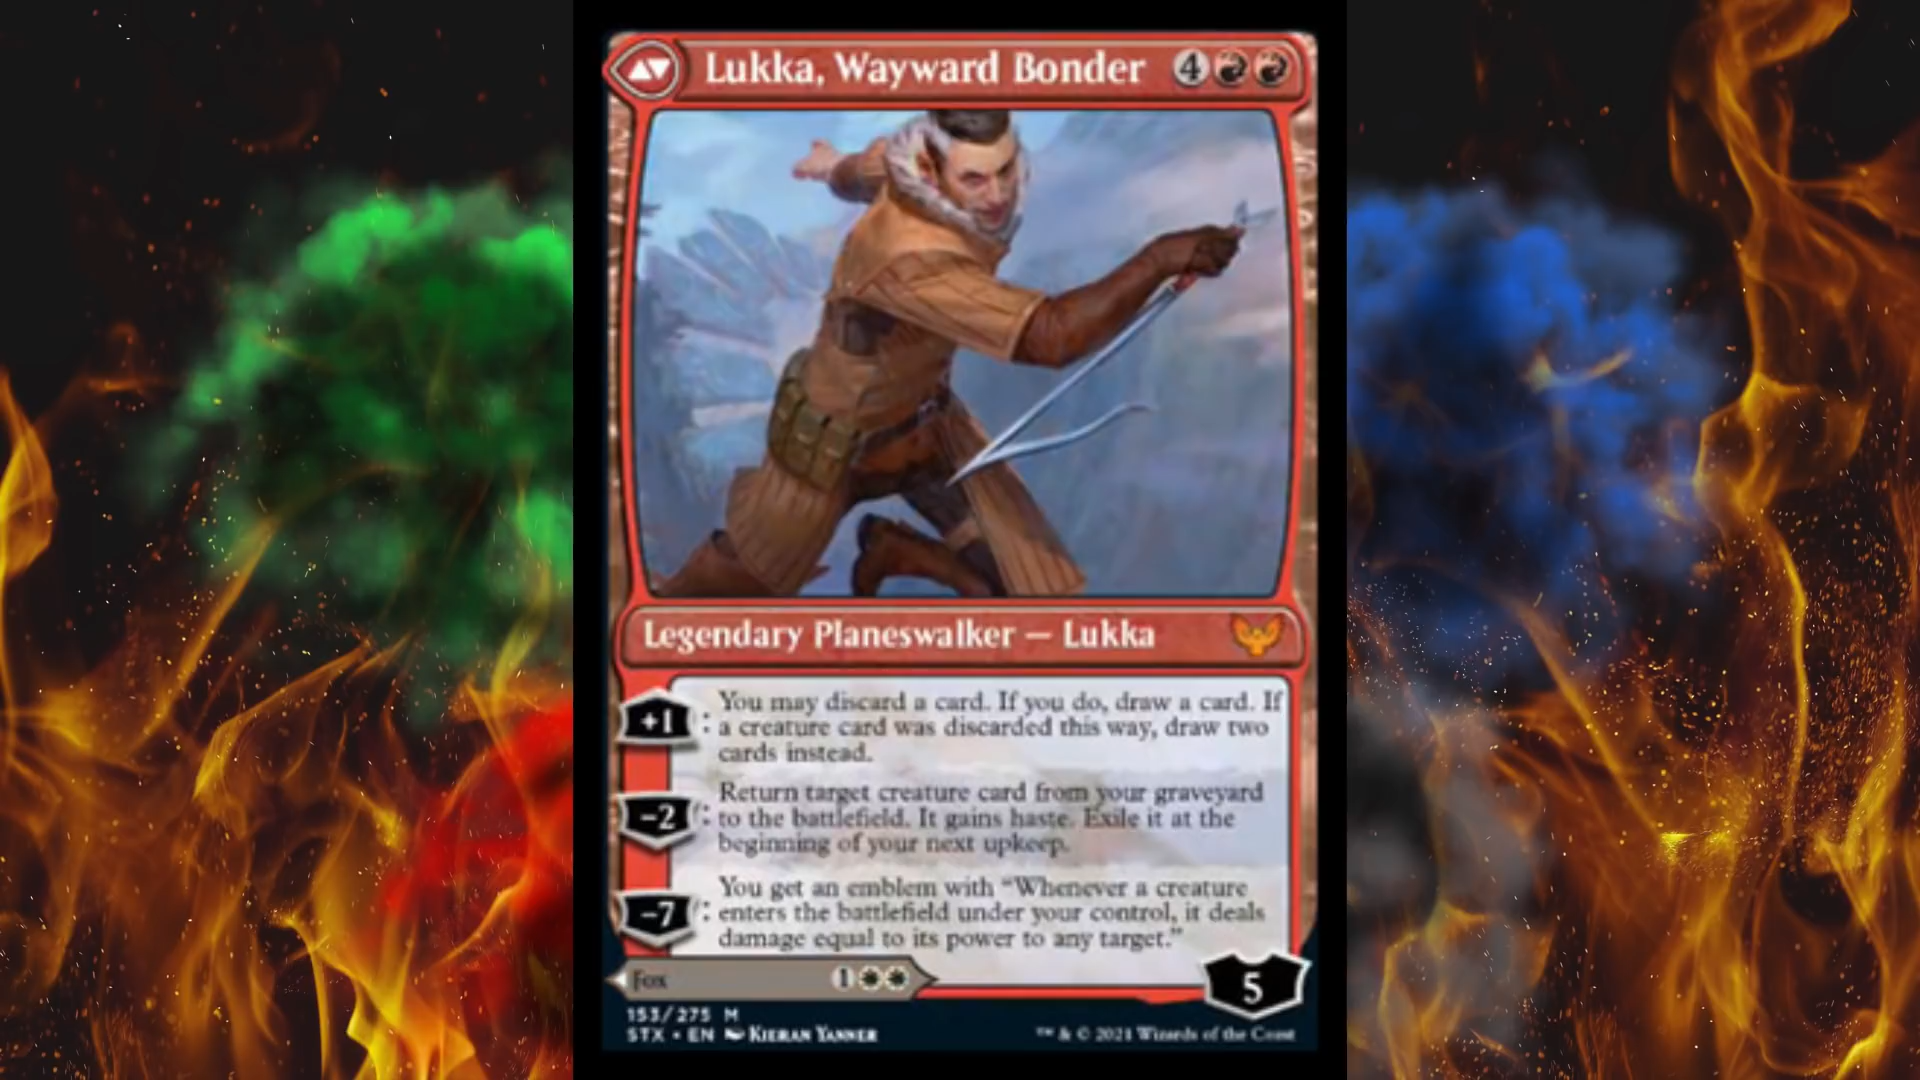 Lukka, Wayward Bonder 4
Legendary Planeswalker — Lukka
+1 : You may discard a card. If you do, draw a card. If
a creature card was discarded this way, draw two
cards instead.
−2 : Return target creature card from your graveyard
to the battlefield. It gains haste. Exile it at the
beginning of your next upkeep.
−7 : You get an emblem with “Whenever a creature
enters the battlefield under your control, it deals
damage equal to its power to any target.”
Fox 1
5
153/275 M
STX • EN Kieran Yanner
™ & © 2021 Wizards of the Coast